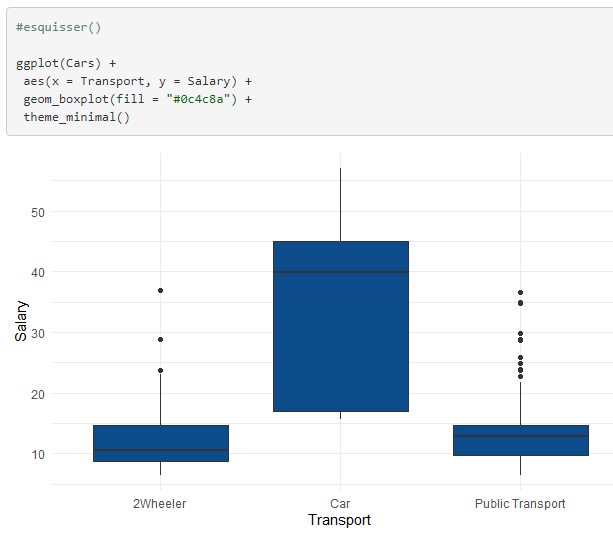 #esquisser()
ggplot(Cars) +
 aes(x = Transport, y = Salary) +
 geom_boxplot(fill = "#0c4c8a") +
 theme_minimal()
50
40
30
20
10
Salary
2Wheeler Car Public Transport
Transport